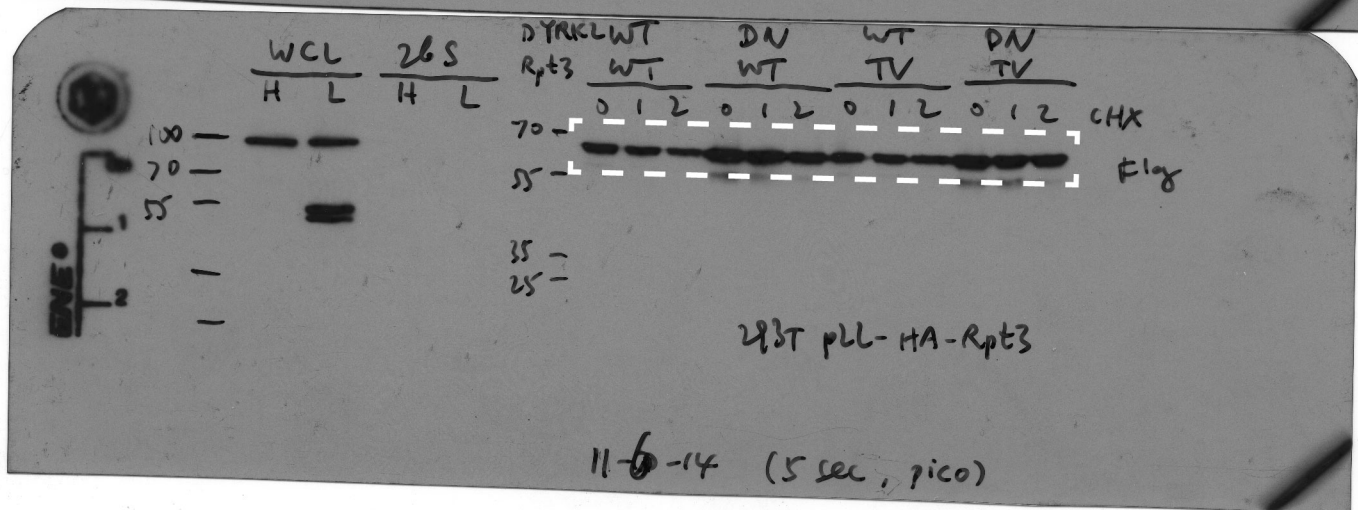 WCL 26S DYRK2 WT DN WT DN
H L H L Rpt3 WT WT TV TV
0 1 2 0 1 2 0 1 2 0 1 2 CHX
100 70
70 55 Flag
55
1
35
25
2
293T pLL-HA-Rpt3
11-6-14 (5 sec, pico)